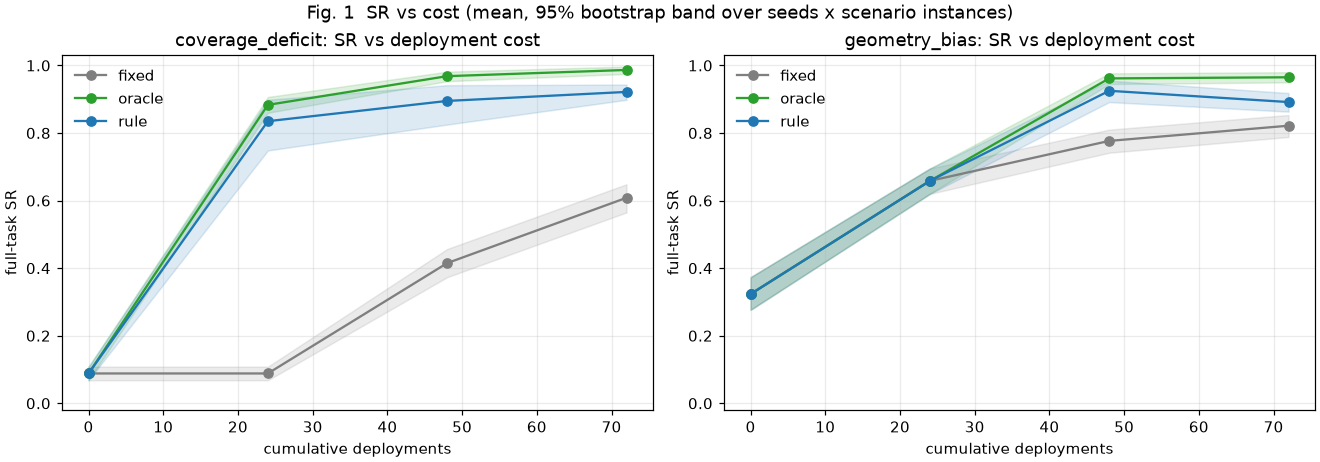 Fig. 1  SR vs cost (mean, 95% bootstrap band over seeds x scenario instances)
coverage_deficit: SR vs deployment cost
fixed
oracle
rule
full-task SR
1.0
0.8
0.6
0.4
0.2
0.0
0 10 20 30 40 50 60 70
cumulative deployments
geometry_bias: SR vs deployment cost
fixed
oracle
rule
full-task SR
1.0
0.8
0.6
0.4
0.2
0.0
0 10 20 30 40 50 60 70
cumulative deployments